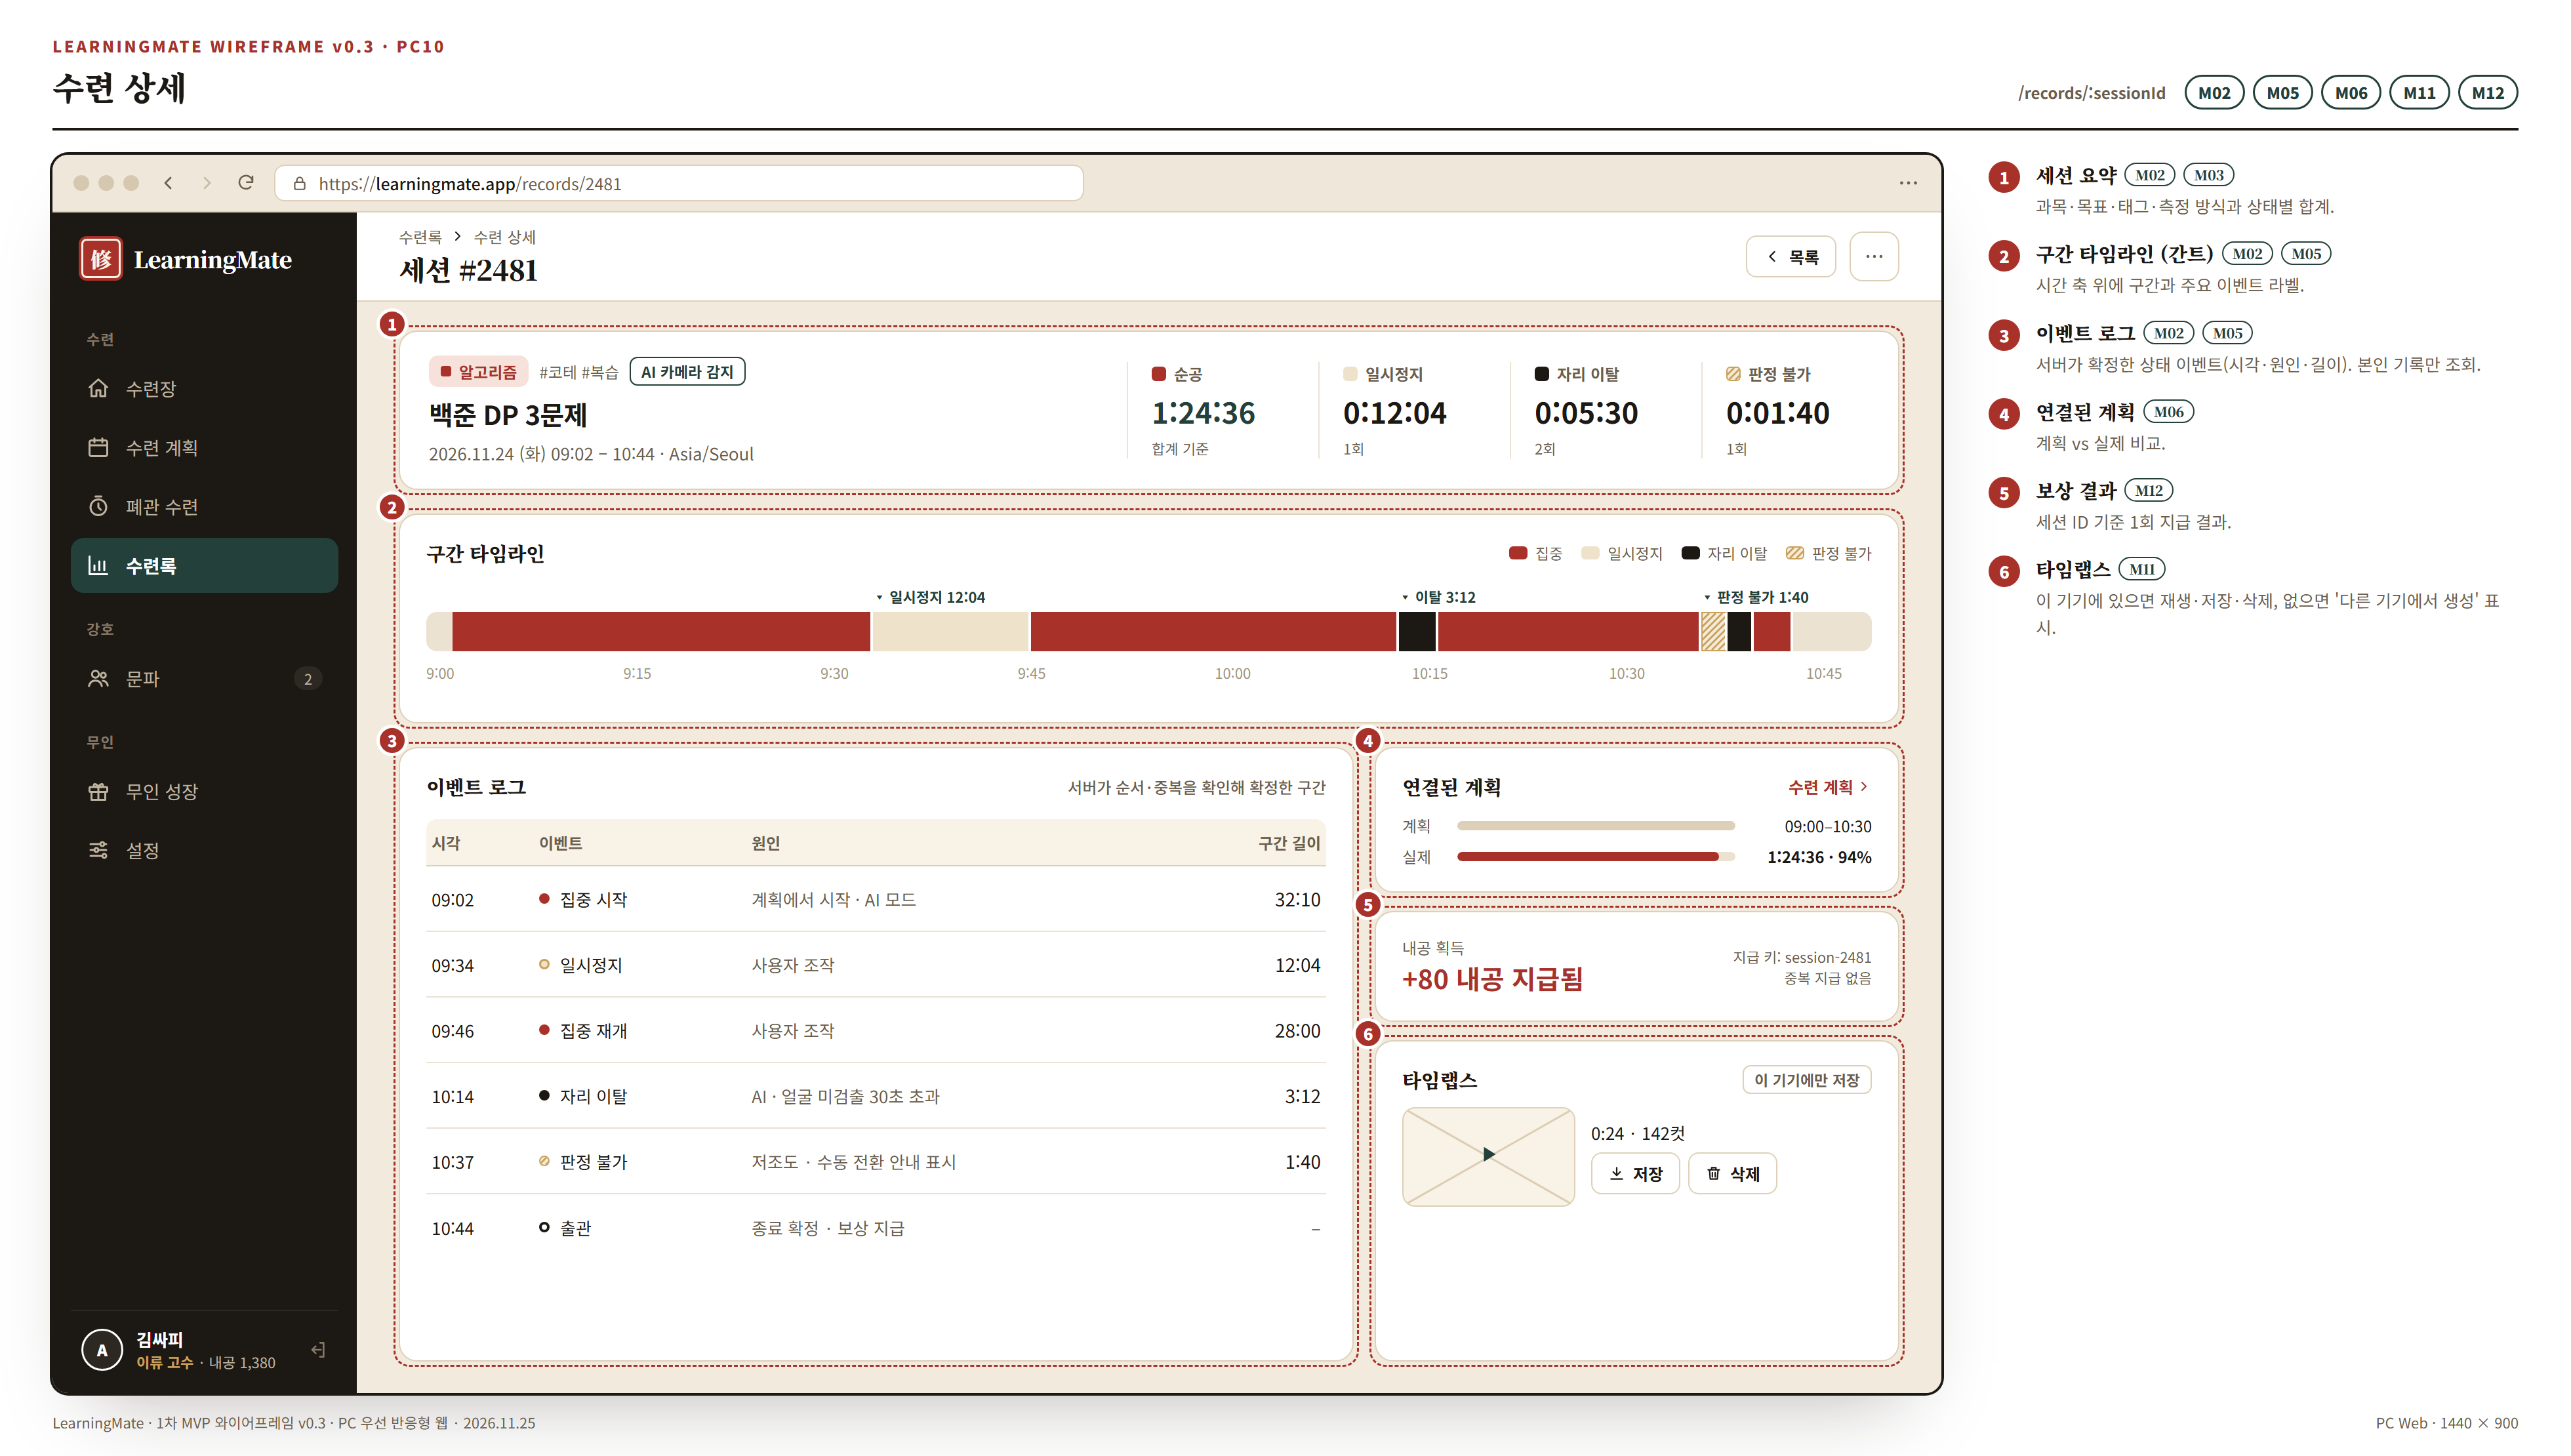 LEARNINGMATE WIREFRAME v0.3 · PC10
수련 상세
/records/:sessionId M02 M05 M06 M11 M12
https://learningmate.app/records/2481
修 LearningMate
수련
수련장
수련 계획
폐관 수련
수련록
강호
문파 2
무인
무인 성장
설정
A 김싸피
이류 고수 · 내공 1,380
수련록 > 수련 상세
세션 #2481
목록
1
알고리즘 #코테 #복습 AI 카메라 감지
백준 DP 3문제
2026.11.24 (화) 09:02 – 10:44 · Asia/Seoul
순공
1:24:36
합계 기준
일시정지
0:12:04
1회
자리 이탈
0:05:30
2회
판정 불가
0:01:40
1회
2
구간 타임라인
집중 일시정지 자리 이탈 판정 불가
일시정지 12:04 이탈 3:12 판정 불가 1:40
9:00 9:15 9:30 9:45 10:00 10:15 10:30 10:45
3
이벤트 로그 서버가 순서·중복을 확인해 확정한 구간
시각 이벤트 원인 구간 길이
09:02 집중 시작 계획에서 시작 · AI 모드 32:10
09:34 일시정지 사용자 조작 12:04
09:46 집중 재개 사용자 조작 28:00
10:14 자리 이탈 AI · 얼굴 미검출 30초 초과 3:12
10:37 판정 불가 저조도 · 수동 전환 안내 표시 1:40
10:44 출관 종료 확정 · 보상 지급 –
4
연결된 계획 수련 계획 >
계획 09:00–10:30
실제 1:24:36 · 94%
5
내공 획득
+80 내공 지급됨
지급 키: session-2481
중복 지급 없음
6
타임랩스 이 기기에만 저장
0:24 · 142컷
저장 삭제
1 세션 요약 M02 M03
과목·목표·태그·측정 방식과 상태별 합계.
2 구간 타임라인 (간트) M02 M05
시간 축 위에 구간과 주요 이벤트 라벨.
3 이벤트 로그 M02 M05
서버가 확정한 상태 이벤트(시각·원인·길이). 본인 기록만 조회.
4 연결된 계획 M06
계획 vs 실제 비교.
5 보상 결과 M12
세션 ID 기준 1회 지급 결과.
6 타임랩스 M11
이 기기에 있으면 재생·저장·삭제, 없으면 '다른 기기에서 생성' 표
시.
LearningMate · 1차 MVP 와이어프레임 v0.3 · PC 우선 반응형 웹 · 2026.11.25
PC Web · 1440 × 900